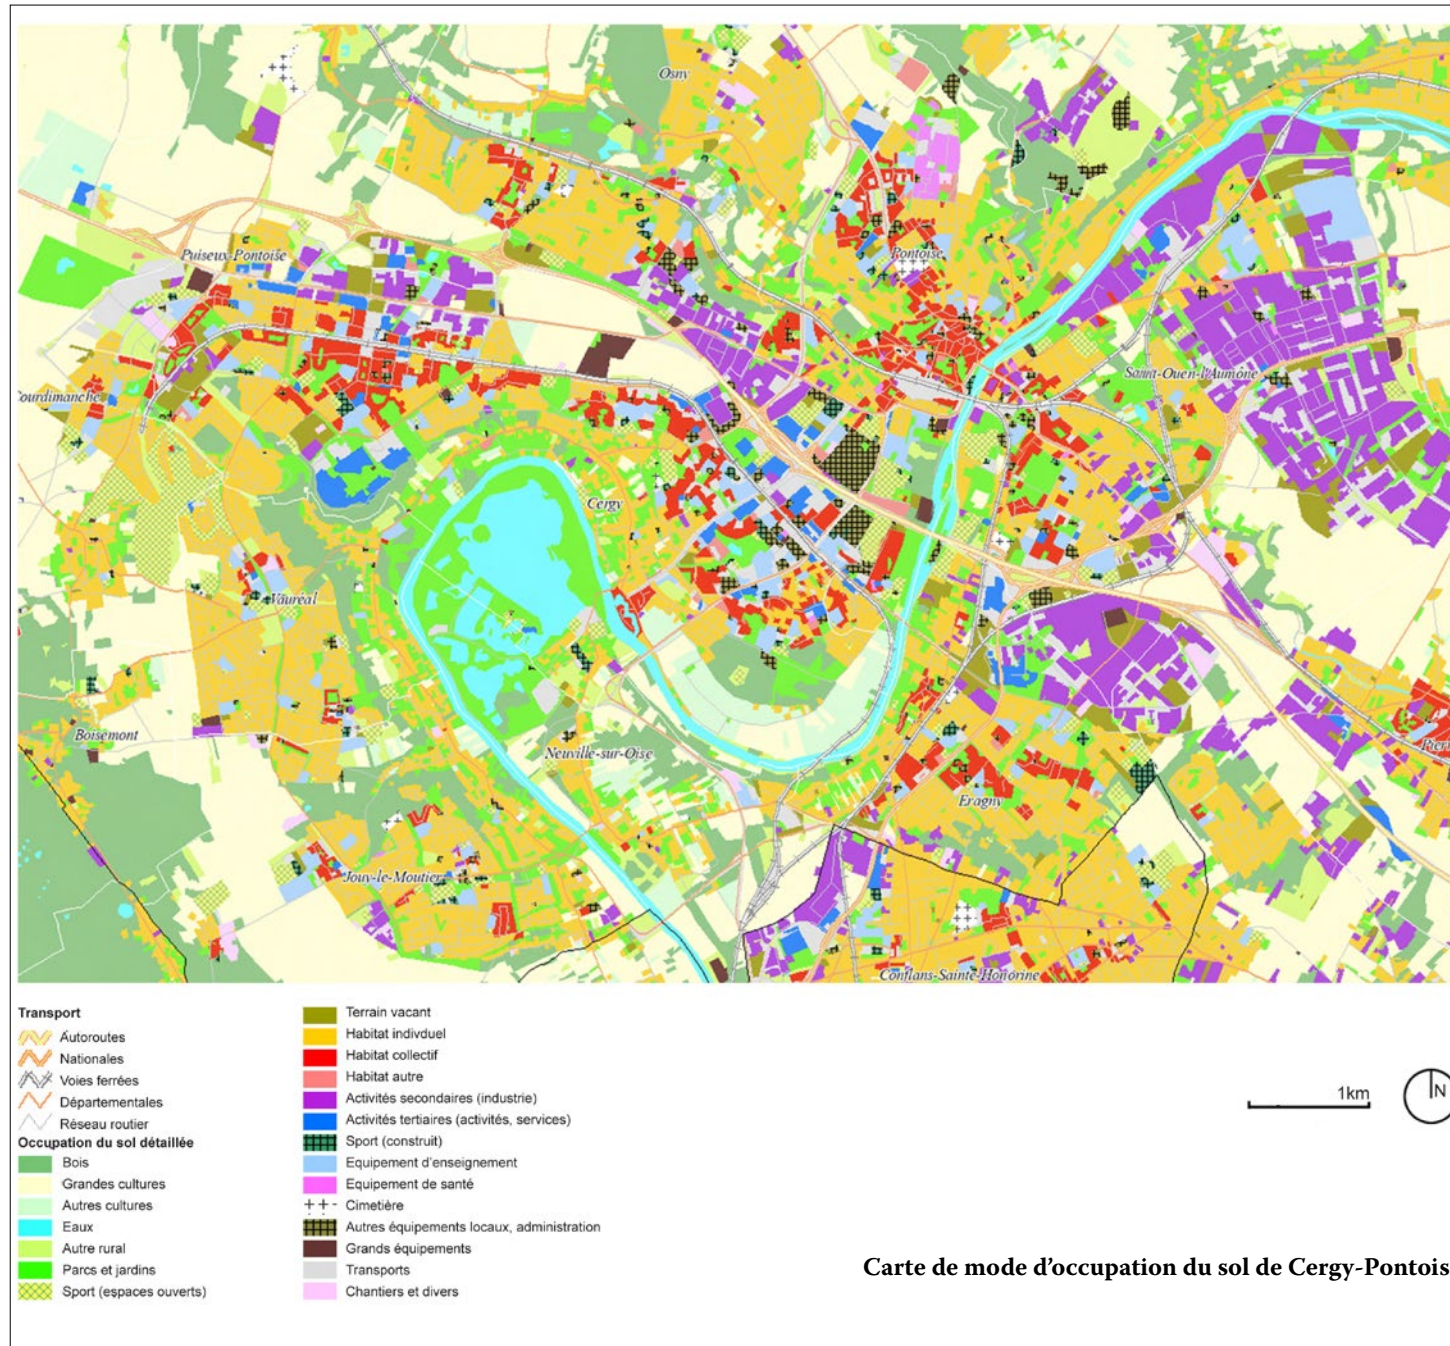 Osny
Puiseux-Pontoise
Pontoise
Saint-Ouen-l'Aumône
Courdimanche
Cergy
Vauréal
Boisemont
Neuville-sur-Oise
Eragny
Jouy-le-Moutier
Conflans-Sainte-Honorine
Transport
Autoroutes
Nationales
Voies ferrées
Départementales
Réseau routier
Occupation du sol détaillée
Bois
Grandes cultures
Autres cultures
Eaux
Autre rural
Parcs et jardins
Sport (espaces ouverts)
Terrain vacant
Habitat indivduel
Habitat collectif
Habitat autre
Activités secondaires (industrie)
Activités tertiaires (activités, services)
Sport (construit)
Equipement d'enseignement
Equipement de santé
Cimetière
Autres équipements locaux, administration
Grands équipements
Transports
Chantiers et divers
1km
N
Carte de mode d'occupation du sol de Cergy-Pontois